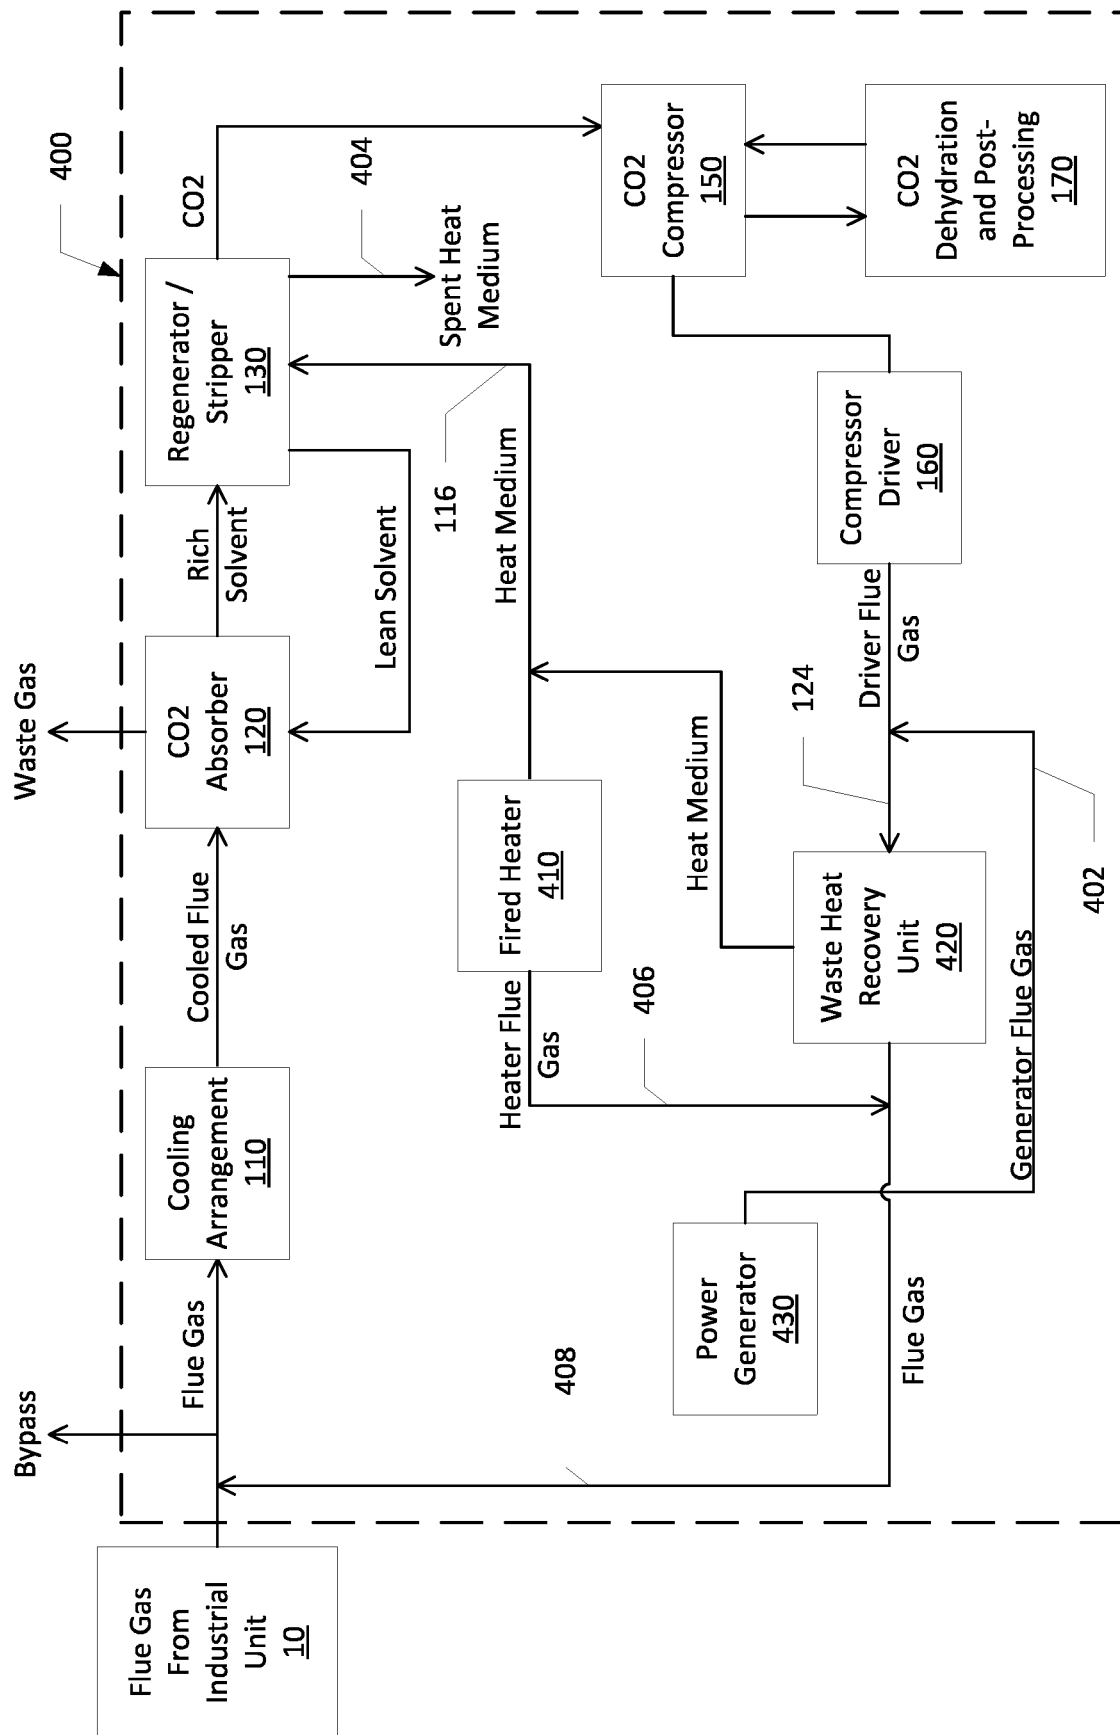 400
Bypass
Waste Gas
Flue Gas
From
Industrial
Unit
10
Flue Gas
Cooling
Arrangement
110
Cooled Flue
Gas
CO2
Absorber
120
Rich
Solvent
Regenerator /
Stripper
130
CO2
Lean Solvent
404
Spent Heat
Medium
116
Heat Medium
Fired Heater
410
Heater Flue
Gas
406
Heat Medium
CO2
Compressor
150
408
Power
Generator
430
Waste Heat
Recovery
Unit
420
124
Driver Flue
Gas
Compressor
Driver
160
CO2
Dehydration
and Post-
Processing
170
Flue Gas
Generator Flue Gas
402